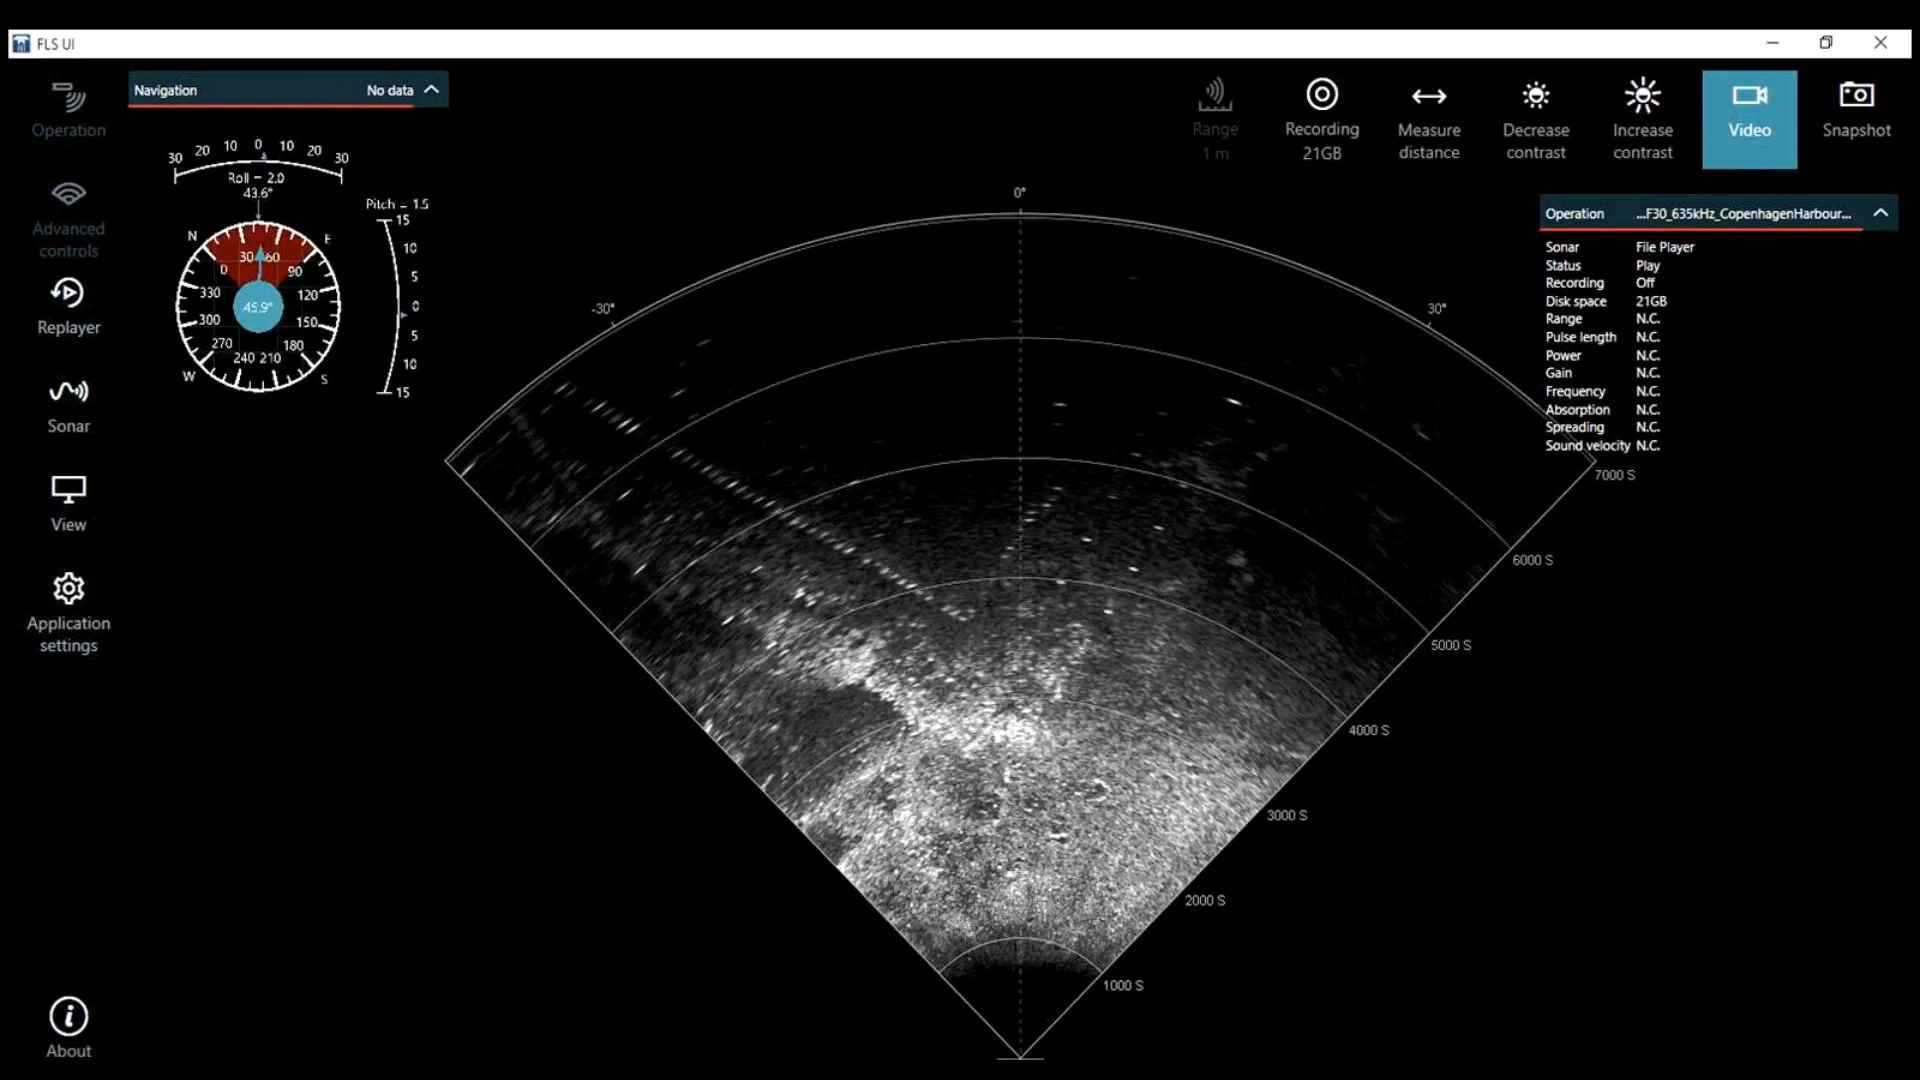 FLS UI
Operation
Advanced
controls
Replayer
Sonar
View
Application
settings
About
Navigation No data
30 20 10 0 10 20 30
Roll - 2.0
43.6°
N E
W S
0 30 60 90 120 150 180 210 240 270 300 330
45.9°
Pitch - 1.5
15
10
5
0
5
10
15
Range
1 m
Recording
21GB
Measure
distance
Decrease
contrast
Increase
contrast
Video
Snapshot
Operation ...F30_635kHz_CopenhagenHarbour...
Sonar File Player
Status Play
Recording Off
Disk space 21GB
Range N.C.
Pulse length N.C.
Power N.C.
Gain N.C.
Frequency N.C.
Absorption N.C.
Spreading N.C.
Sound velocity N.C.
0°
-30°
30°
7000 S
6000 S
5000 S
4000 S
3000 S
2000 S
1000 S